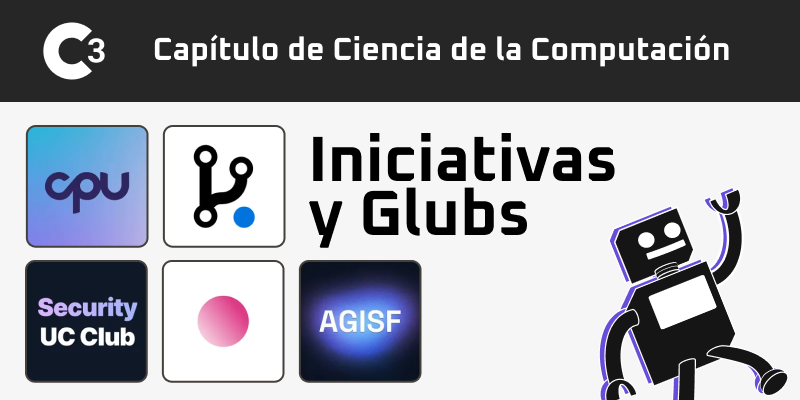 C3
Capítulo de Ciencia de la Computación
cpu
Iniciativas
y Glubs
Security
UC Club
AGISF